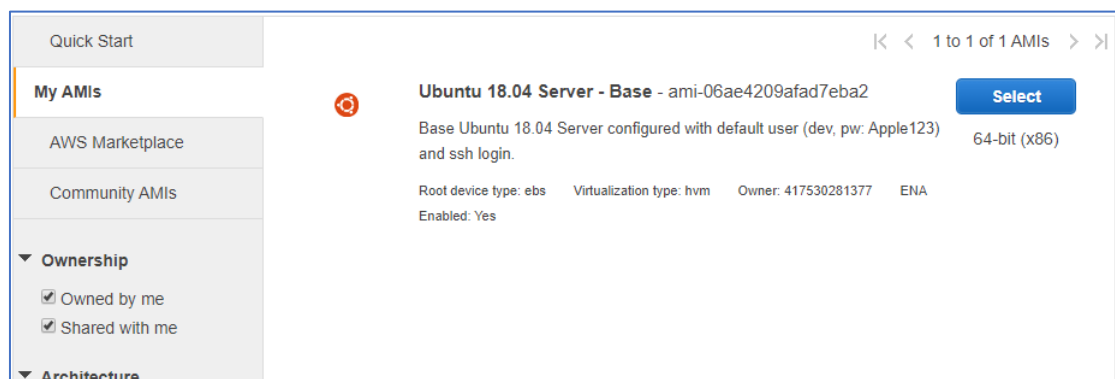 Quick Start
1 to 1 of 1 AMIs
My AMIs
Ubuntu 18.04 Server - Base - ami-06ae4209afad7eba2
Select
Base Ubuntu 18.04 Server configured with default user (dev, pw: Apple123)
64-bit (x86)
AWS Marketplace
and ssh login.
Community AMIs
Root device type: ebs Virtualization type: hvm Owner: 417530281377 ENA
Enabled: Yes
Ownership
Owned by me
Shared with me
Architecture